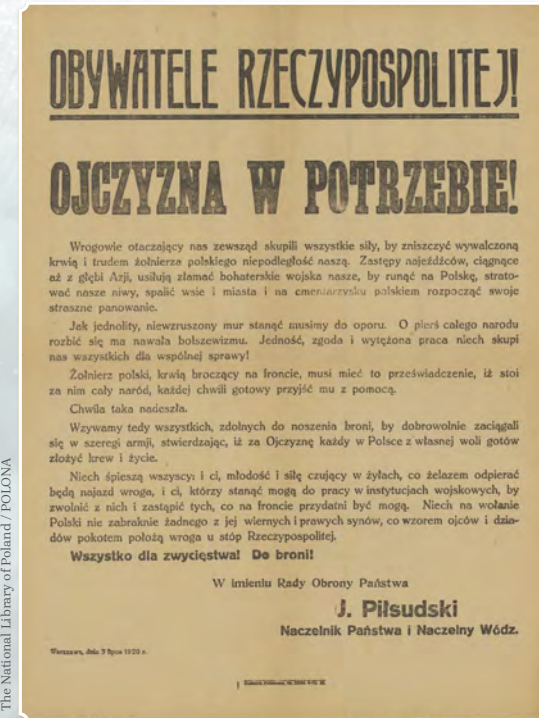 OBYWATELE RZECZYPOSPOLITEJ!
OJCZYZNA W POTRZEBIE!
Wrogowie otaczający nas zewsząd skupili wszystkie siły, by zniszczyć wywalczoną
krwią i trudem żołnierza polskiego niepodległość naszą. Zastępy najeźdźców, ciągnące
aż z głębi Azji, usiłują złamać bohaterskie wojska nasze, by runąć na Polskę, strato-
wać nasze niwy, spalić wsie i miasta i na cmentarzysku polskiem rozpocząć swoje
straszne panowanie.
Jak jednolity, niewzruszony mur stanąć musimy do oporu. O pierś całego narodu
rozbić się ma nawała bolszewizmu. Jedność, zgoda i wytężona praca niech skupi
nas wszystkich dla wspólnej sprawy!
Żołnierz polski, krwią broczący na froncie, musi mieć to przeświadczenie, iż stoi
za nim cały naród, każdej chwili gotowy przyjść mu z pomocą.
Chwila taka nadeszła.
Wzywamy tedy wszystkich, zdolnych do noszenia broni, by dobrowolnie zaciągali
się w szeregi armji, stwierdzając, iż za Ojczyznę każdy w Polsce z własnej woli gotów
złożyć krew i życie.
Niech śpieszą wszyscy: i ci, młodość i siłę czujący w żyłach, co żelazem odpierać
będą najazd wroga, i ci, którzy stanąć mogą do pracy w instytucjach wojskowych, by
zwolnić z nich i zastąpić tych, co na froncie przydatni być mogą. Niech na wołanie
Polski nie zabraknie żadnego z jej wiernych i prawych synów, co wzorem ojców i dzia-
dów pokotem położą wroga u stóp Rzeczypospolitej.
Wszystko dla zwycięstwa! Do broni!
W imieniu Rady Obrony Państwa
J. Piłsudski
Naczelnik Państwa i Naczelny Wódz.
Warszawa, dnia 3 lipca 1920 r.
The National Library of Poland / POLONA